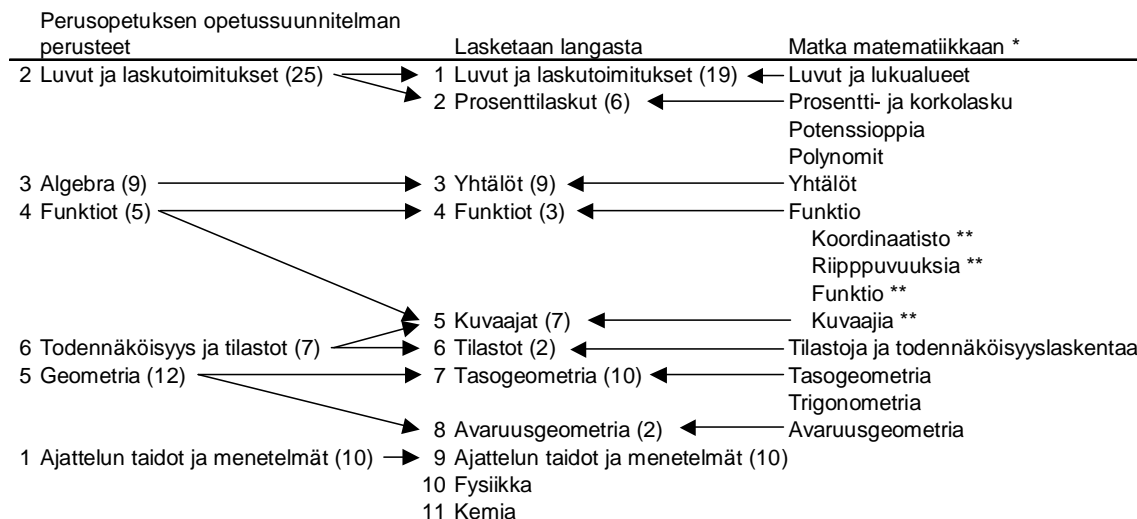 Perusopetuksen opetussuunnitelman
perusteet Lasketaan langasta Matka matematiikkaan *
2 Luvut ja laskutoimitukset (25) 1 Luvut ja laskutoimitukset (19) Luvut ja lukualueet
2 Prosenttilaskut (6) Prosentti- ja korkolasku
Potenssioppia
Polynomit
3 Algebra (9) 3 Yhtälöt (9) Yhtälöt
4 Funktiot (5) 4 Funktiot (3) Funktio
Koordinaatisto **
Riipppuvuuksia **
Funktio **
5 Kuvaajat (7) Kuvaajia **
6 Todennäköisyys ja tilastot (7) 6 Tilastot (2) Tilastoja ja todennäköisyyslaskentaa
5 Geometria (12) 7 Tasogeometria (10) Tasogeometria
Trigonometria
8 Avaruusgeometria (2) Avaruusgeometria
1 Ajattelun taidot ja menetelmät (10) 9 Ajattelun taidot ja menetelmät (10)
10 Fysiikka
11 Kemia